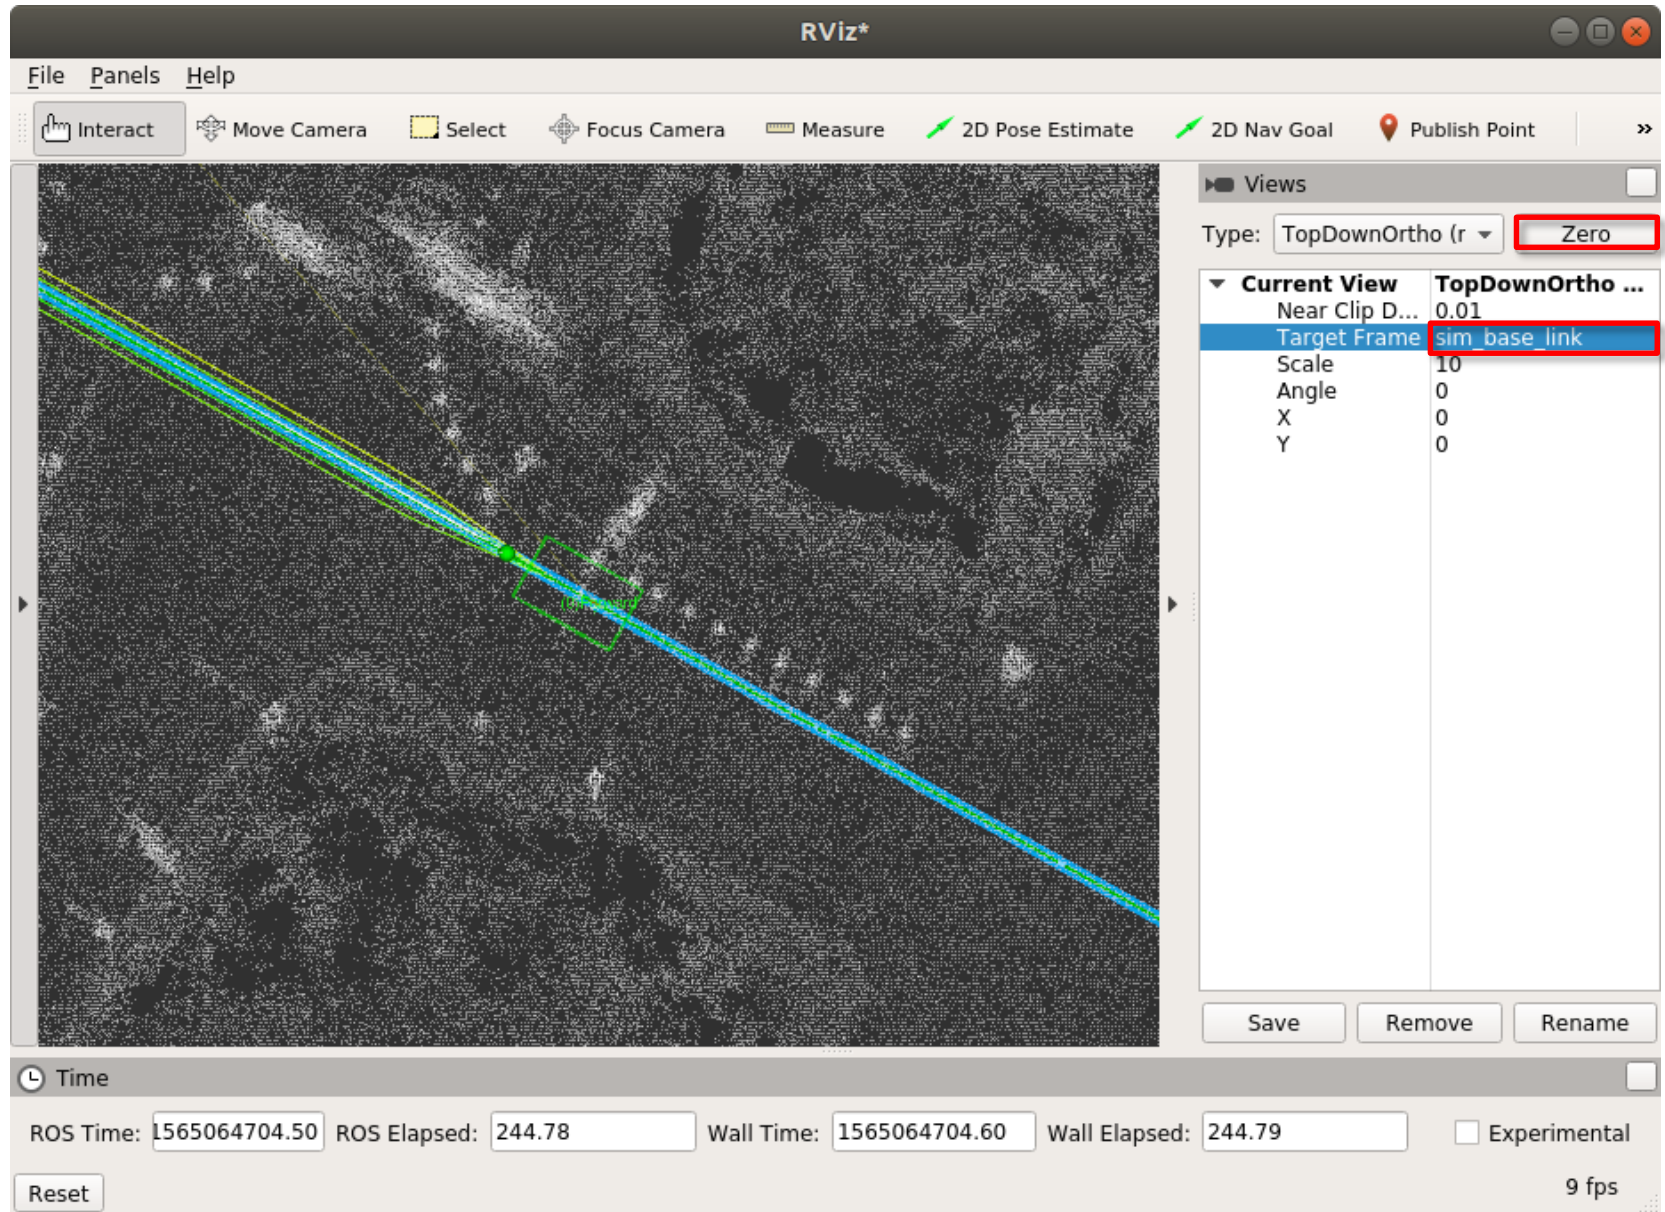 RViz*
File Panels Help
Interact Move Camera Select Focus Camera Measure 2D Pose Estimate 2D Nav Goal Publish Point »
Views
Type: TopDownOrtho (r Zero
Current View TopDownOrtho ...
Near Clip D... 0.01
Target Frame sim_base_link
Scale 10
Angle 0
X 0
Y 0
Save Remove Rename
Time
ROS Time: 1565064704.50 ROS Elapsed: 244.78 Wall Time: 1565064704.60 Wall Elapsed: 244.79 Experimental
Reset 9 fps